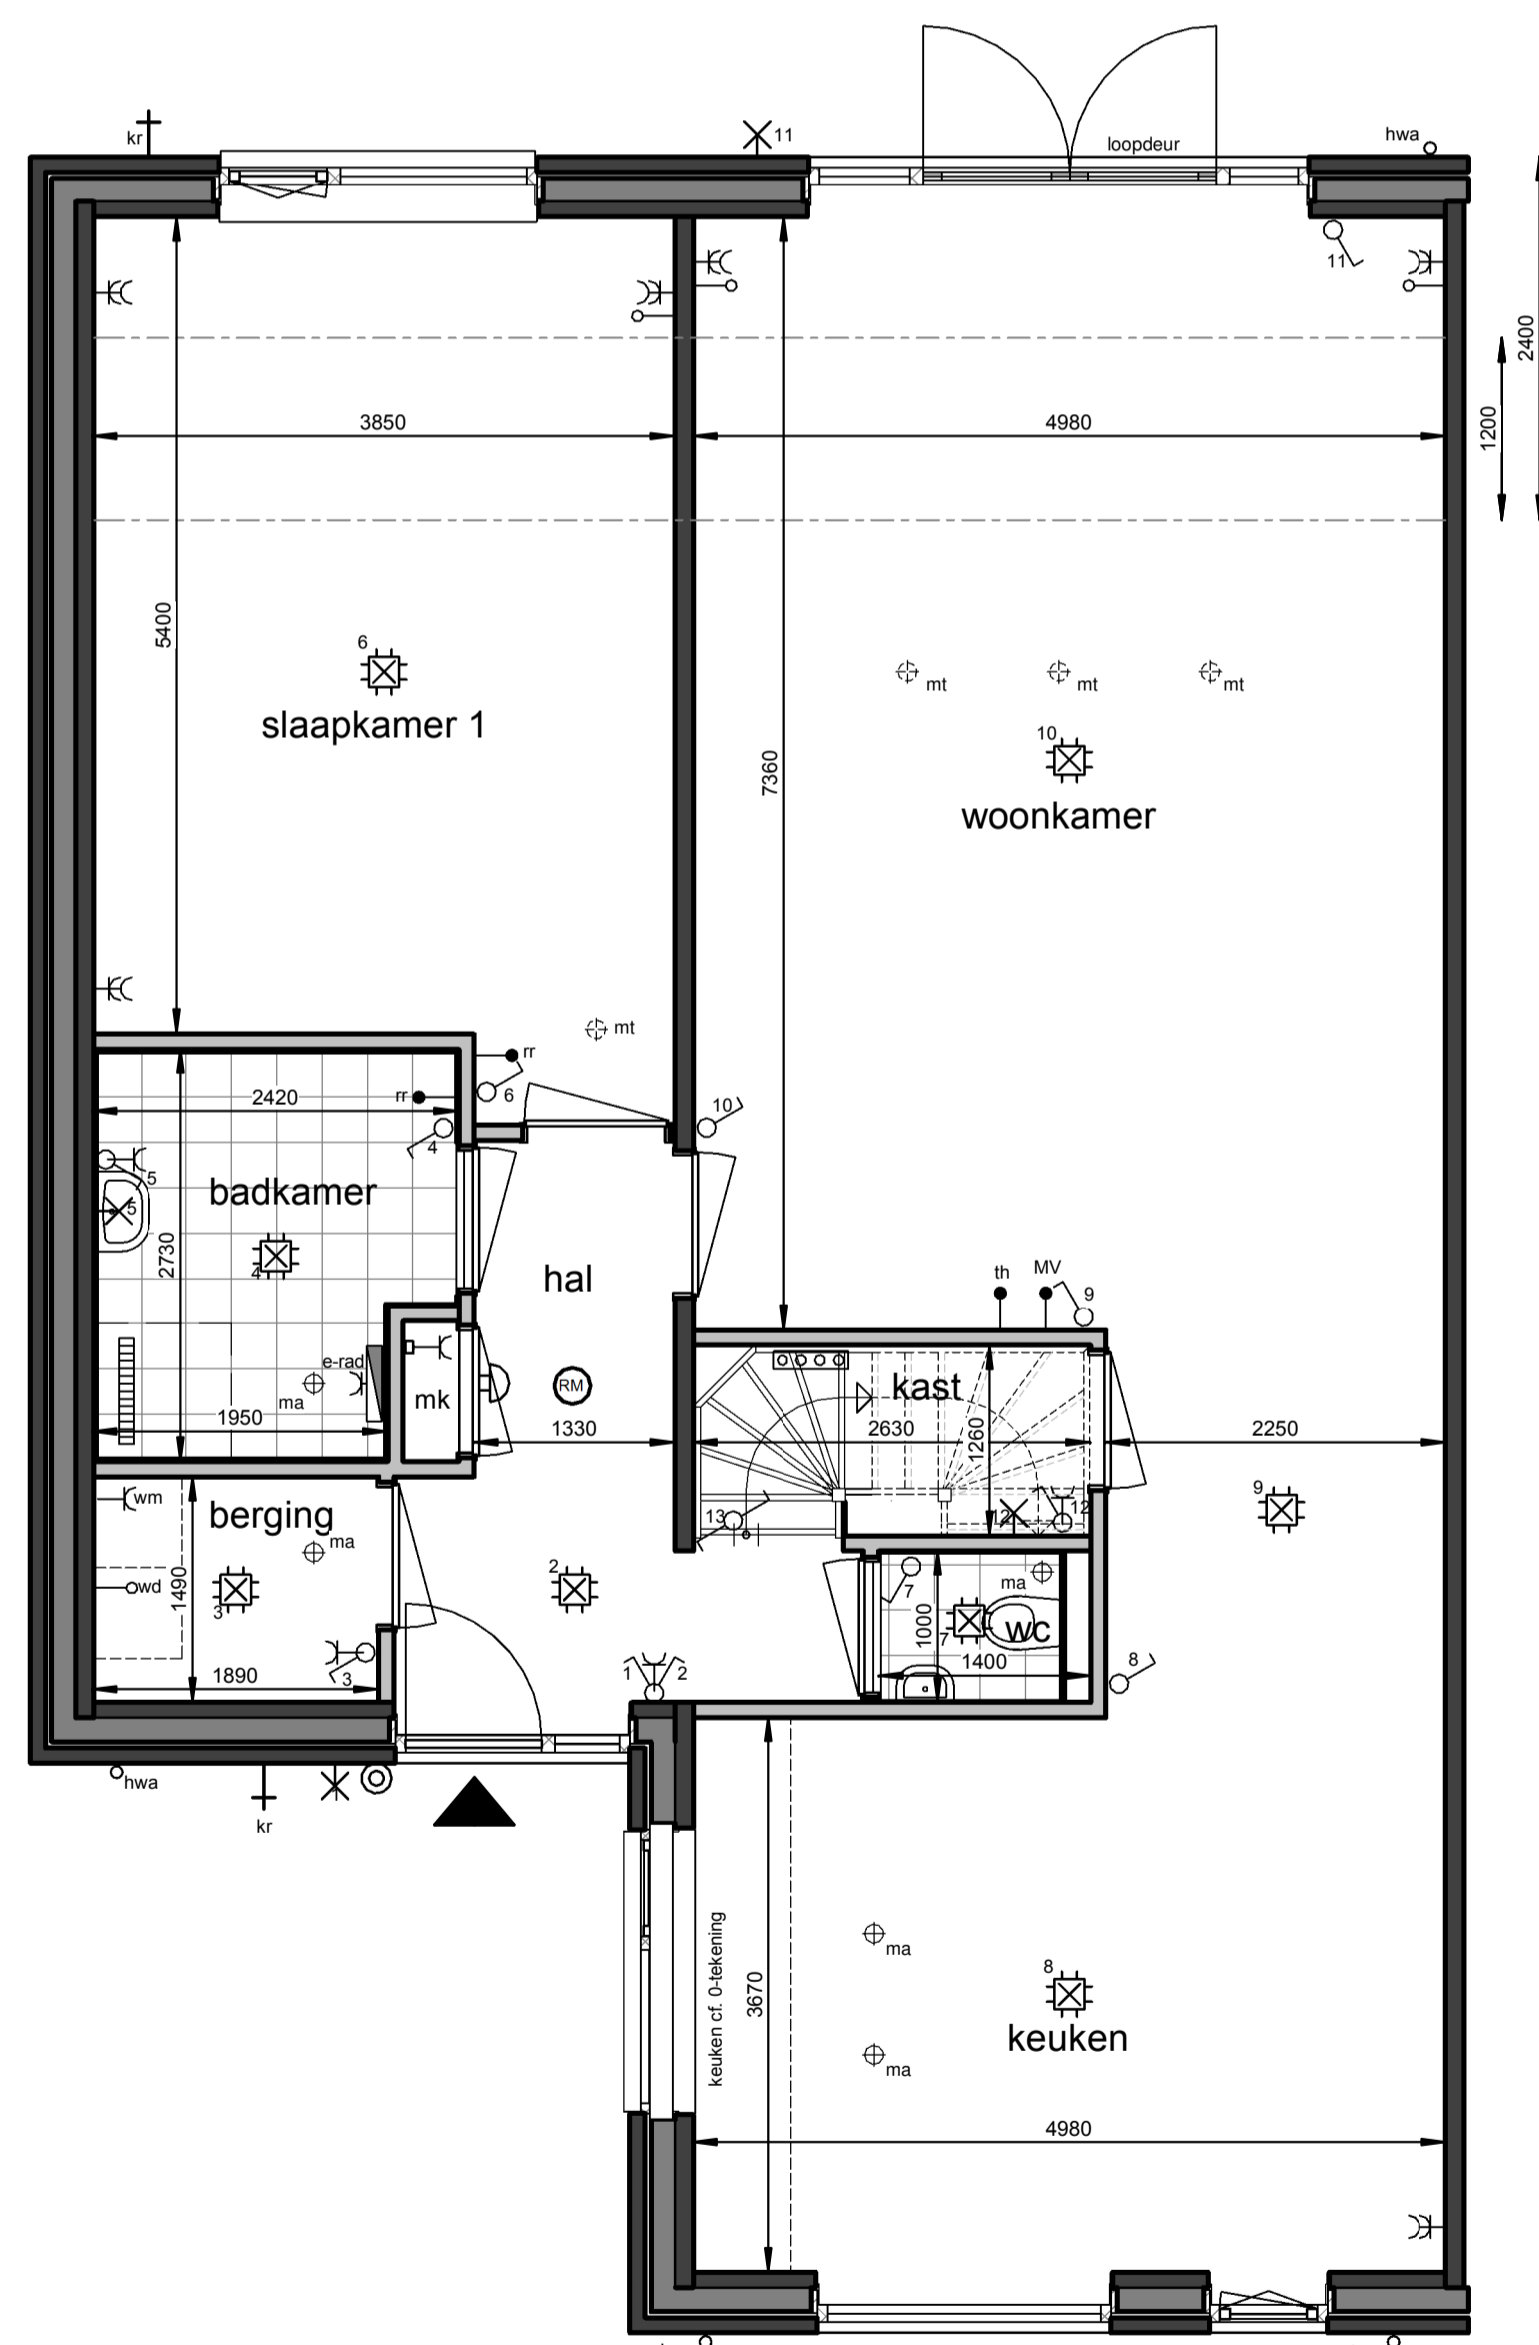 kr
11
loopdeur
hwa
11
2400
1200
3850
4980
5400
6
slaapkamer 1
mt
mt
mt
10
7360
woonkamer
mt
rr
2420
rr
6
10
4
5
badkamer
5
2730
4
hal
th
MV
9
e-rad
ma
mk
RM
kast
1950
1330
2630
1260
2250
wm
berging
ma
13
12
12
9
wd
1490
3
2
7
ma
1000
7
wc
1890
3
1
2
1400
8
hwa
kr
keuken cf. 0-tekening
ma
3670
8
keuken
ma
4980